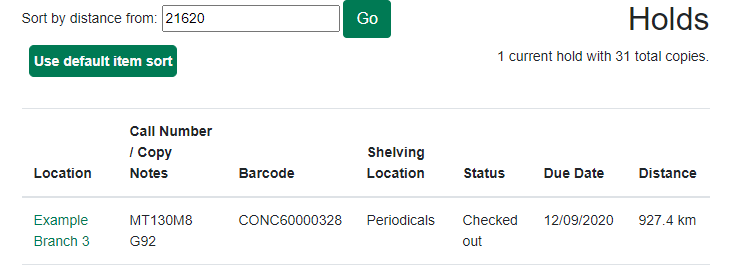 Sort by distance from: 21620 Go
Holds
Use default item sort
1 current hold with 31 total copies.
Location
Call Number
/ Copy
Notes
Barcode
Shelving
Location
Status
Due Date
Distance
Example
Branch 3
MT130M8
G92
CONC60000328
Periodicals
Checked
out
12/09/2020
927.4 km